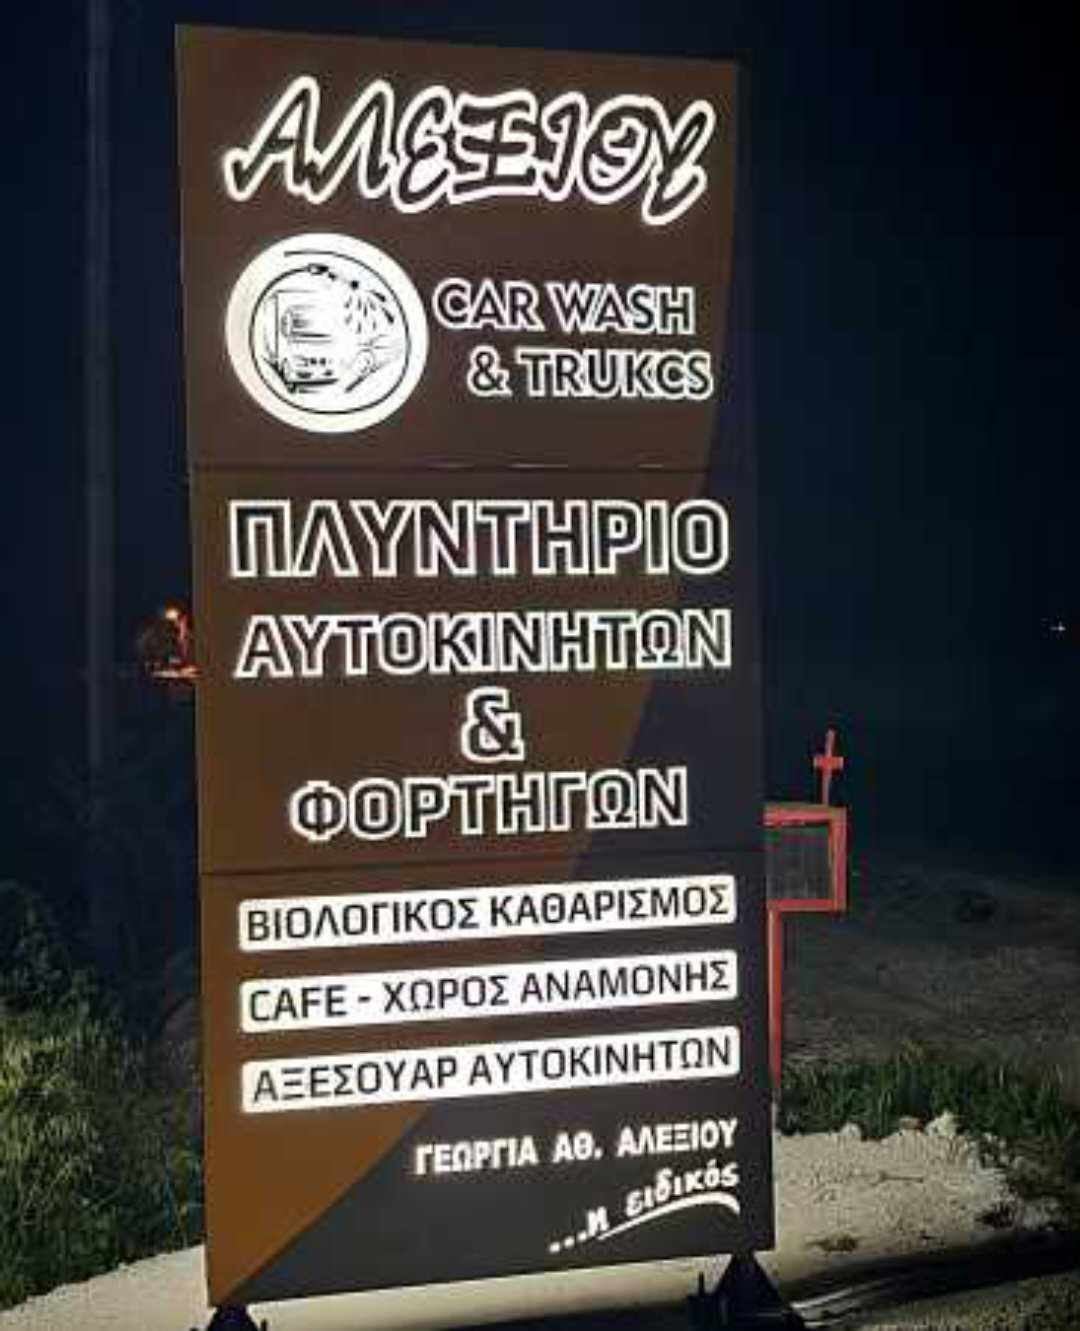 ΑΛΕΞΙΟΥ
CAR WASH
& TRUKCS
ΠΛΥΝΤΗΡΙΟ
ΑΥΤΟΚΙΝΗΤΩΝ
&
ΦΟΡΤΗΓΩΝ
ΒΙΟΛΟΓΙΚΟΣ ΚΑΘΑΡΙΣΜΟΣ
CAFE - ΧΩΡΟΣ ΑΝΑΜΟΝΗΣ
ΑΞΕΣΟΥΑΡ ΑΥΤΟΚΙΝΗΤΩΝ
ΓΕΩΡΓΙΑ ΑΘ. ΑΛΕΞΙΟΥ
...η ειδικός